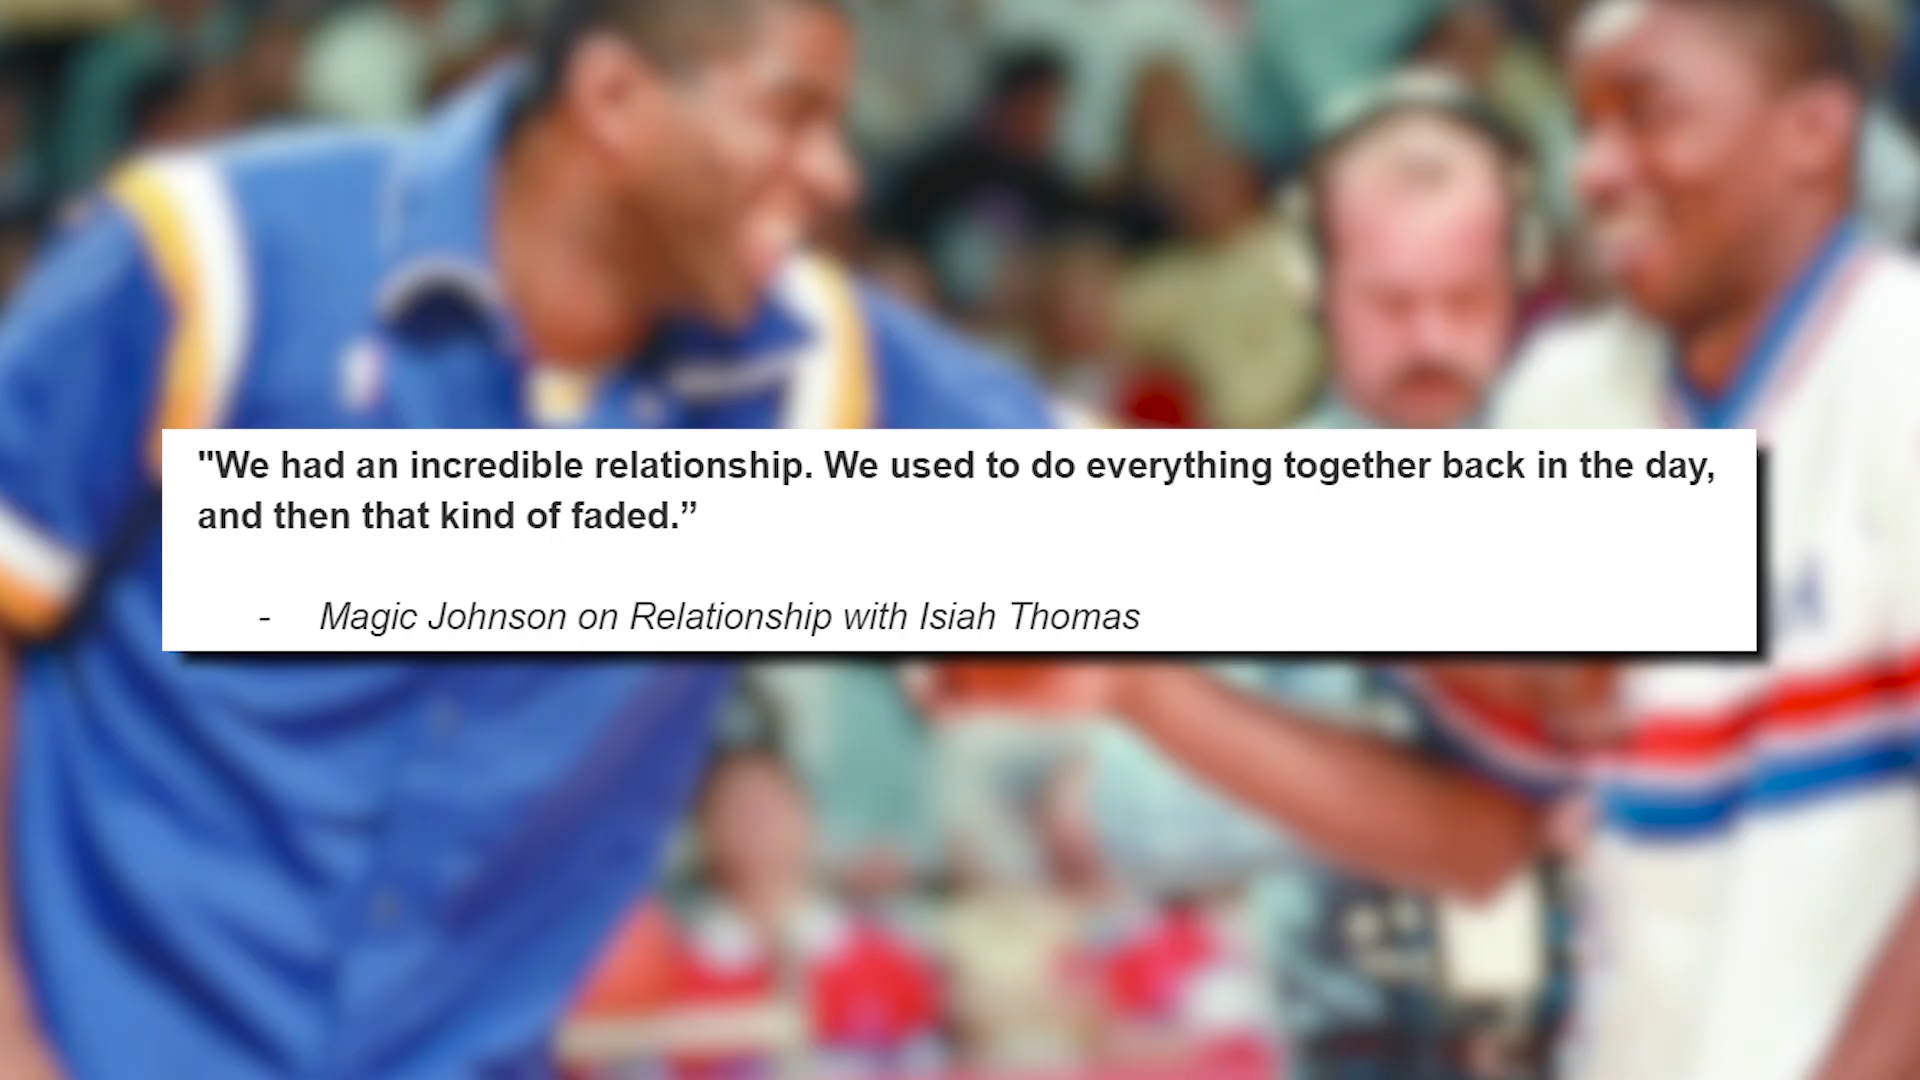 "We had an incredible relationship. We used to do everything together back in the day,
and then that kind of faded.”
- Magic Johnson on Relationship with Isiah Thomas